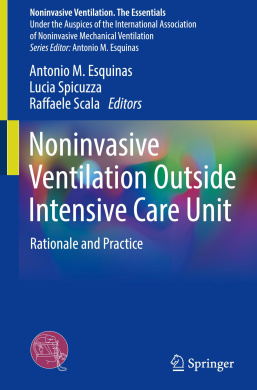 Noninvasive Ventilation. The Essentials
Under the Auspices of the International Association
of Noninvasive Mechanical Ventilation
Series Editor: Antonio M. Esquinas
Antonio M. Esquinas
Lucia Spicuzza
Raffaele Scala Editors
Noninvasive
Ventilation Outside
Intensive Care Unit
Rationale and Practice
Springer